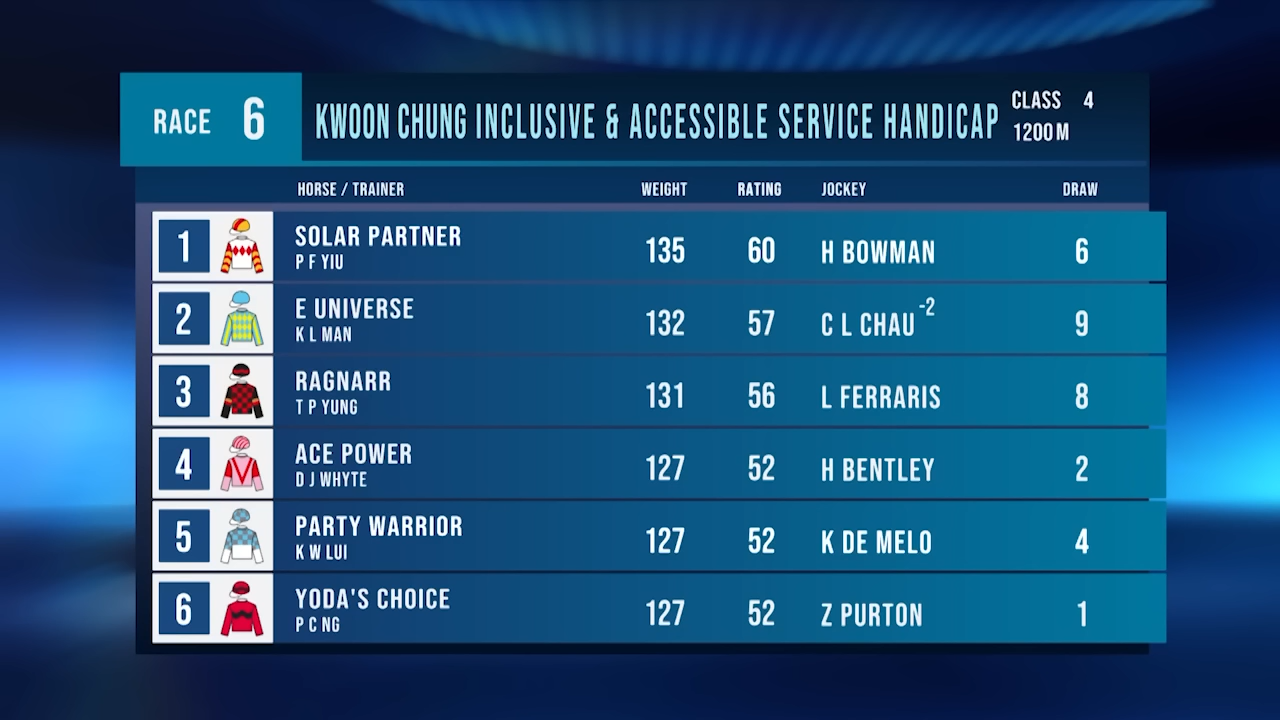 RACE 6 KWOON CHUNG INCLUSIVE & ACCESSIBLE SERVICE HANDICAP CLASS 4
1200M
HORSE / TRAINER WEIGHT RATING JOCKEY DRAW
1 SOLAR PARTNER 135 60 H BOWMAN 6
P F YIU
2 E UNIVERSE 132 57 C L CHAU -2 9
K L MAN
3 RAGNARR 131 56 L FERRARIS 8
T P YUNG
4 ACE POWER 127 52 H BENTLEY 2
D J WHYTE
5 PARTY WARRIOR 127 52 K DE MELO 4
K W LUI
6 YODA'S CHOICE 127 52 Z PURTON 1
P C NG